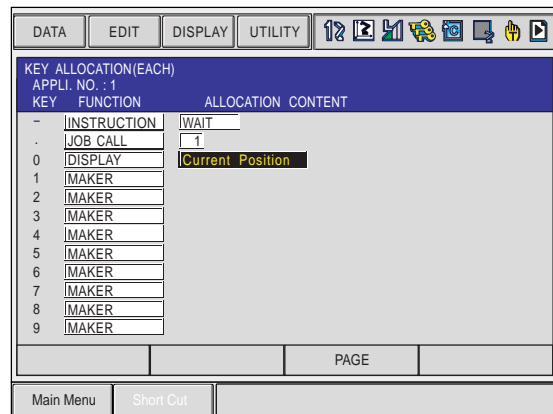 DATA EDIT DISPLAY UTILITY
KEY ALLOCATION(EACH)
APPLI. NO. : 1
KEY FUNCTION ALLOCATION CONTENT
– INSTRUCTION WAIT
. JOB CALL 1
0 DISPLAY Current Position
1 MAKER
2 MAKER
3 MAKER
4 MAKER
5 MAKER
6 MAKER
7 MAKER
8 MAKER
9 MAKER
PAGE
Main Menu Short Cut